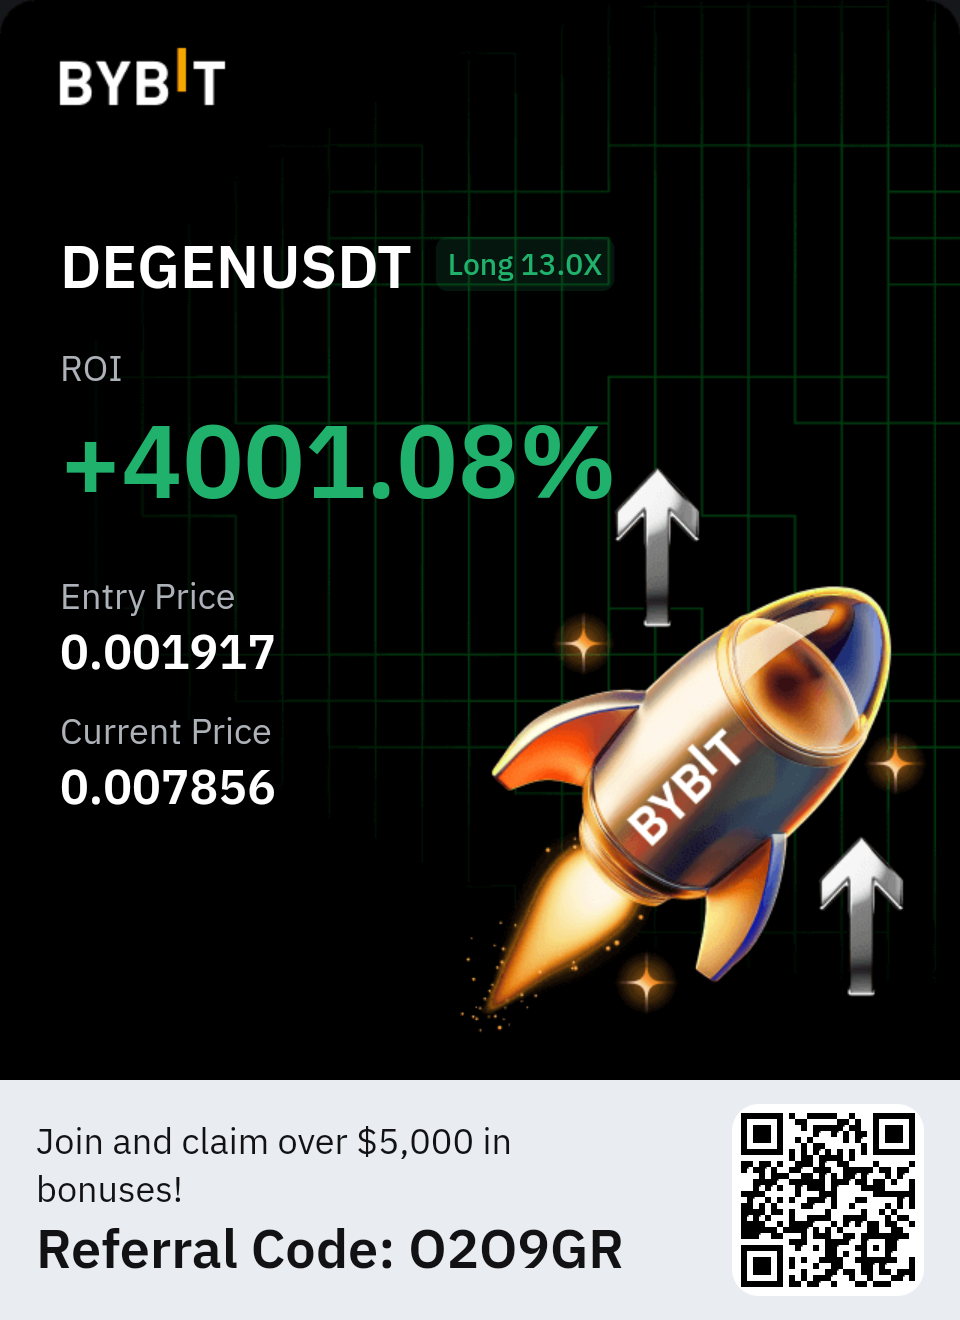 BYBIT
DEGENUSDT Long 13.0X
ROI
+4001.08%
Entry Price
0.001917
Current Price
0.007856
BYBIT
Join and claim over $5,000 in
bonuses!
Referral Code: O2O9GR